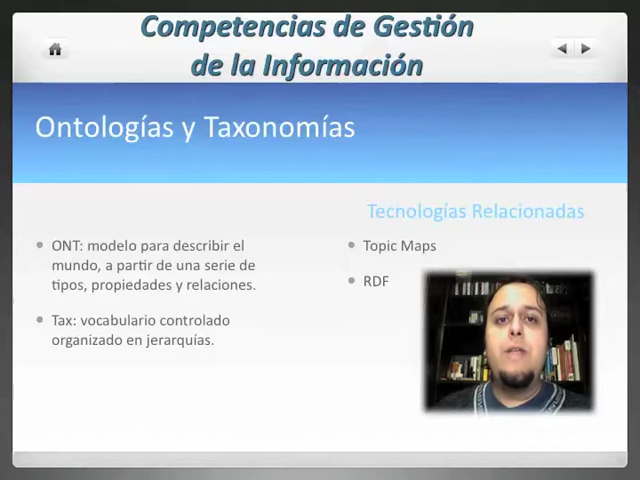 Competencias de Gestión
de la Información
Ontologías y Taxonomías
Tecnologías Relacionadas
ONT: modelo para describir el
mundo, a partir de una serie de
tipos, propiedades y relaciones.
Tax: vocabulario controlado
organizado en jerarquías.
Topic Maps
RDF